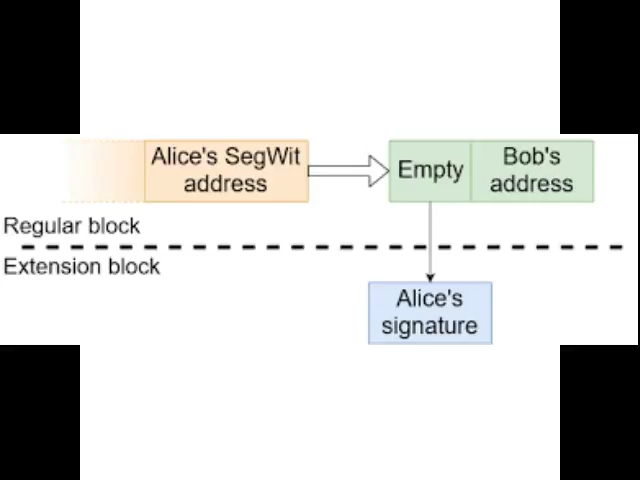 Alice's SegWit
address
Empty
Bob's
address
Regular block
Extension block
Alice's
signature